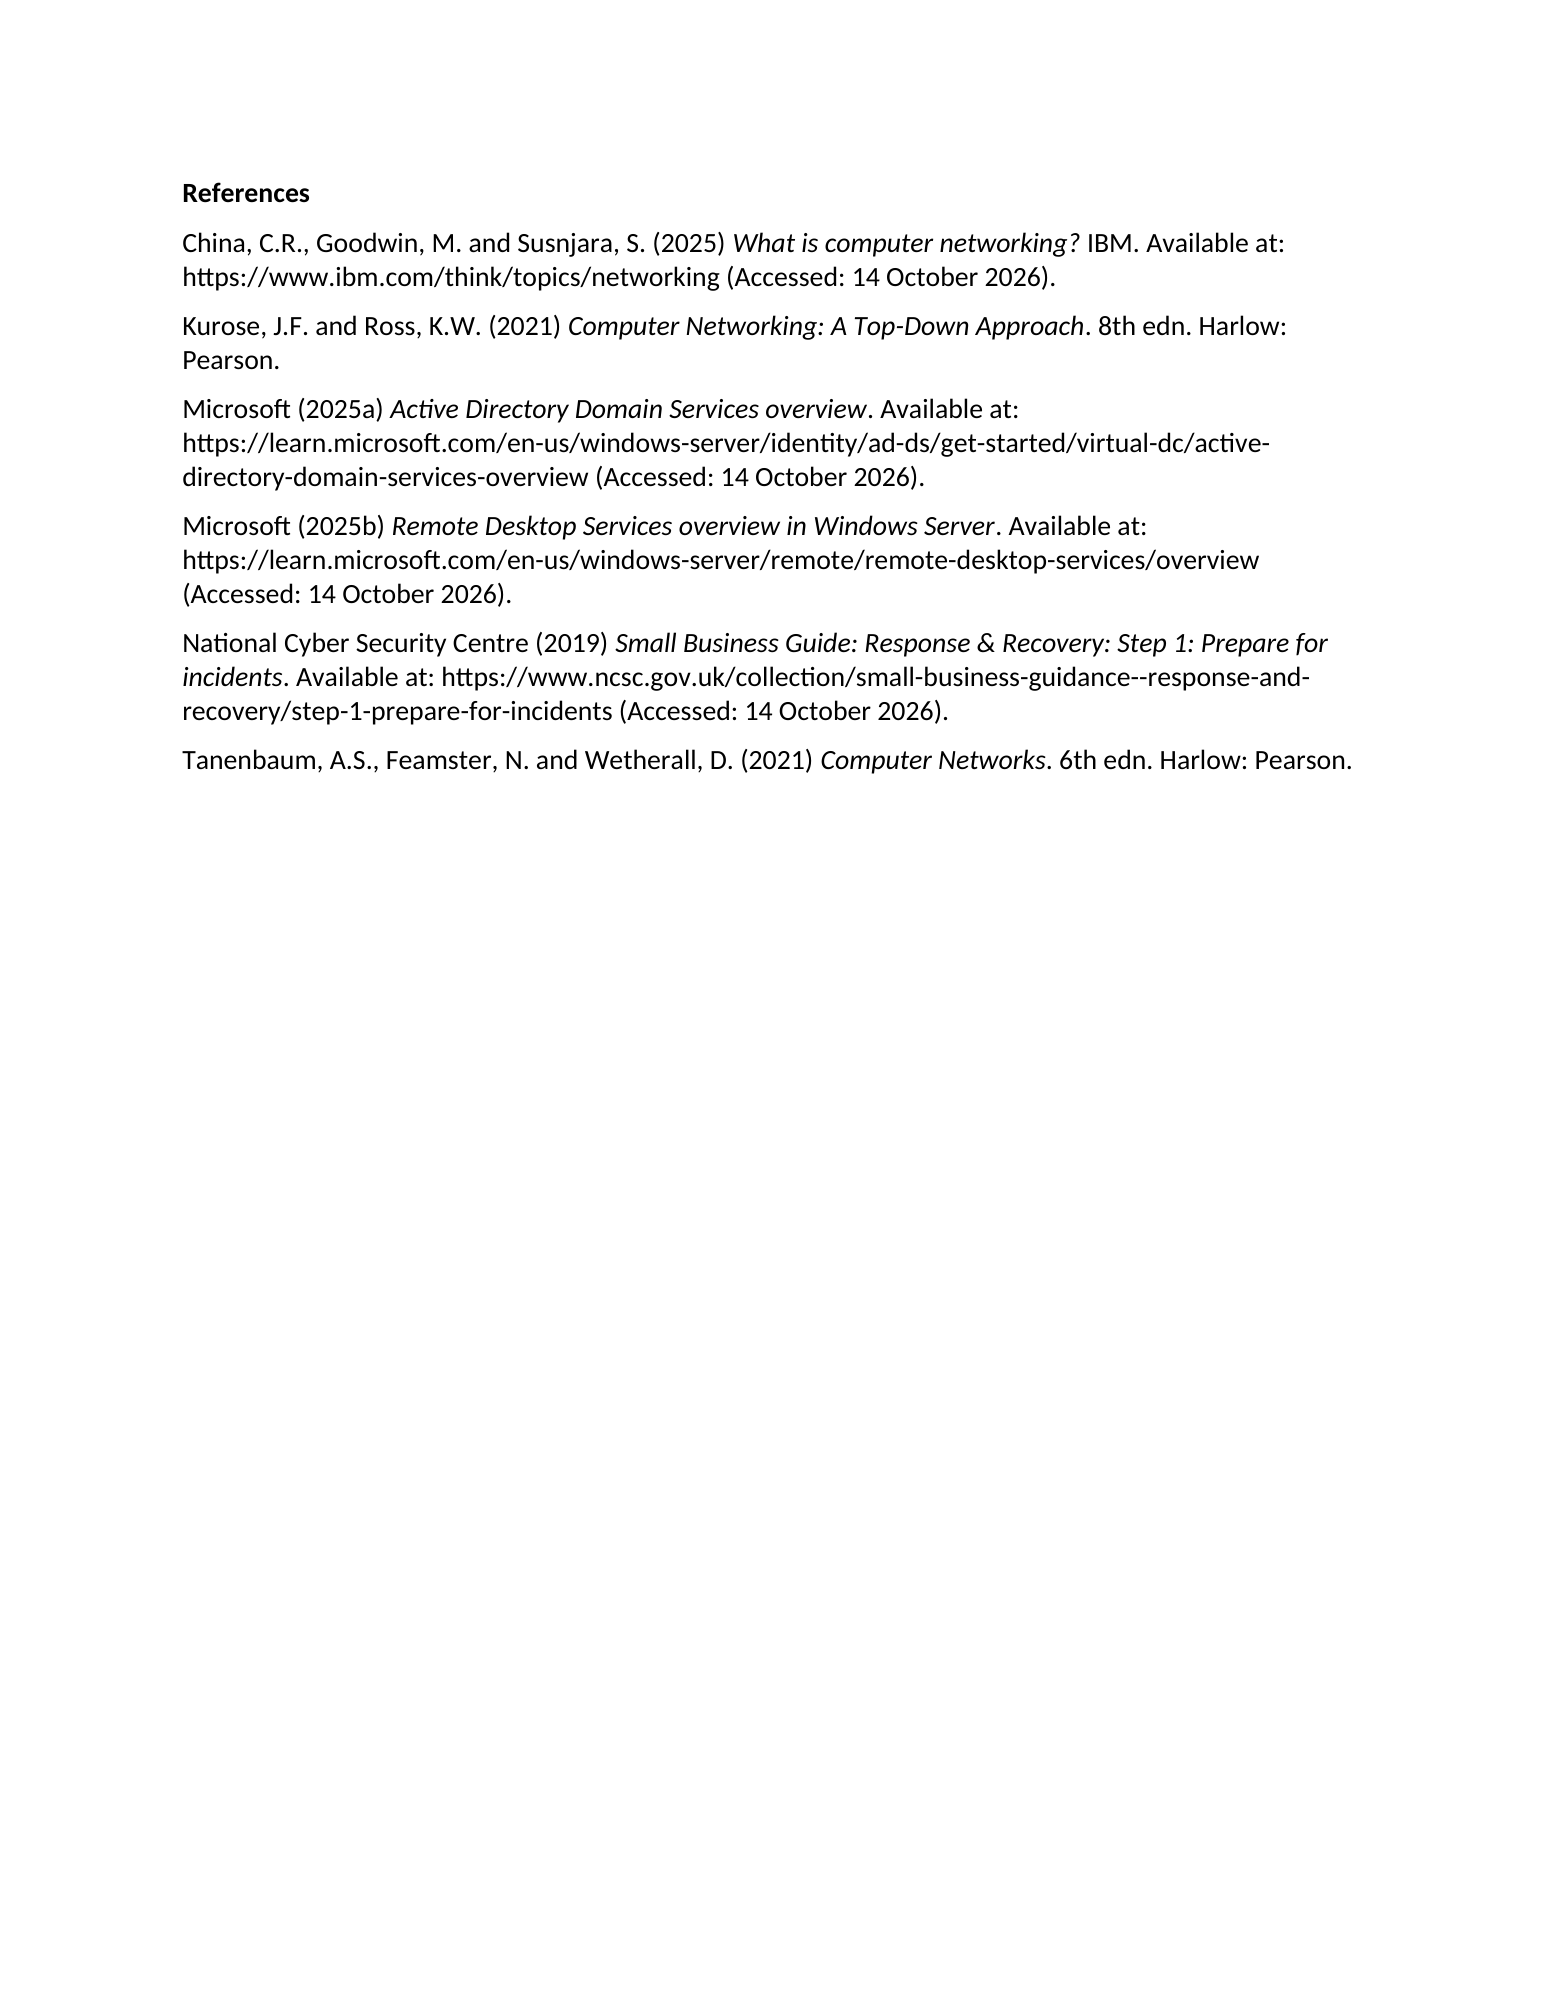 References
China, C.R., Goodwin, M. and Susnjara, S. (2025) What is computer networking? IBM. Available at:
https://www.ibm.com/think/topics/networking (Accessed: 14 October 2026).
Kurose, J.F. and Ross, K.W. (2021) Computer Networking: A Top-Down Approach. 8th edn. Harlow:
Pearson.
Microsoft (2025a) Active Directory Domain Services overview. Available at:
https://learn.microsoft.com/en-us/windows-server/identity/ad-ds/get-started/virtual-dc/active-
directory-domain-services-overview (Accessed: 14 October 2026).
Microsoft (2025b) Remote Desktop Services overview in Windows Server. Available at:
https://learn.microsoft.com/en-us/windows-server/remote/remote-desktop-services/overview
(Accessed: 14 October 2026).
National Cyber Security Centre (2019) Small Business Guide: Response & Recovery: Step 1: Prepare for
incidents. Available at: https://www.ncsc.gov.uk/collection/small-business-guidance--response-and-
recovery/step-1-prepare-for-incidents (Accessed: 14 October 2026).
Tanenbaum, A.S., Feamster, N. and Wetherall, D. (2021) Computer Networks. 6th edn. Harlow: Pearson.